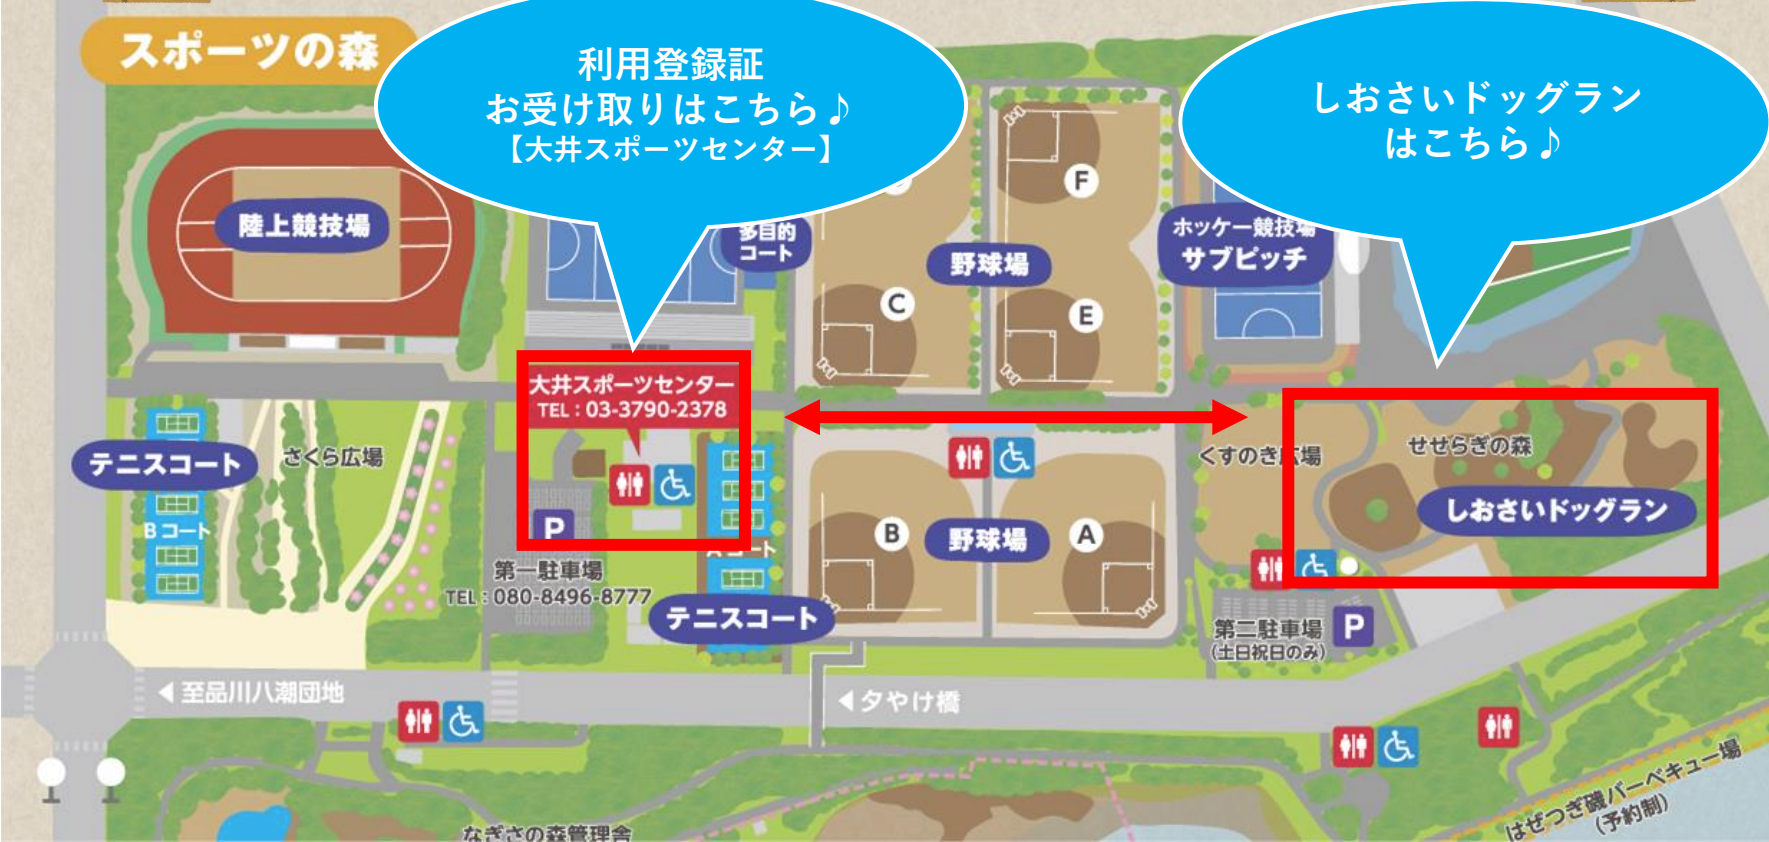 スポーツの森
利用登録証
お受け取りはこちら♪
【大井スポーツセンター】
しおさいドッグラン
はこちら♪
陸上競技場
多目的
コート
野球場
F
C
E
ホッケー競技場
サブピッチ
大井スポーツセンター
TEL：03-3790-2378
テニスコート
さくら広場
Bコート
P
第一駐車場
TEL：080-8496-8777
Aコート
テニスコート
B
野球場
A
くすのき広場
せせらぎの森
しおさいドッグラン
第二駐車場
(土日祝日のみ)
P
◀至品川八潮団地
◀夕やけ橋
なぎさの森管理舎
はぜつき磯バーベキュー場
(予約制)